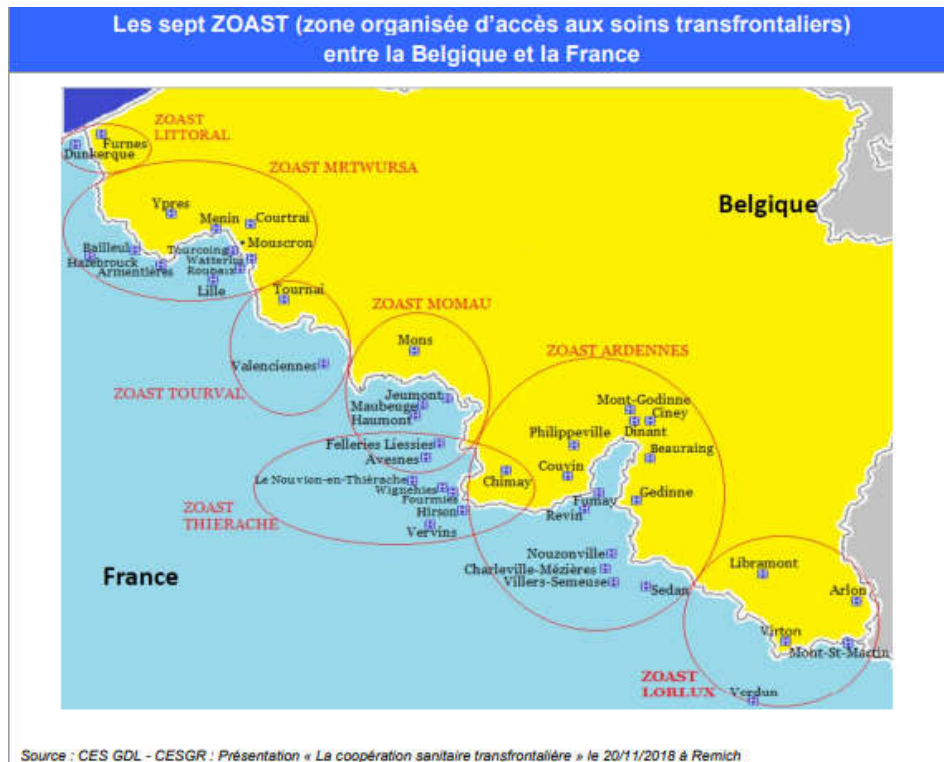 Les sept ZOAST (zone organisée d'accès aux soins transfrontaliers)
entre la Belgique et la France
ZOAST
LITTORAL
Furnes
Dunkerque
ZOAST MRTWURSA
Ypres
Menin
Courtrai
Belgique
Mouscron
Bailleul
Tourcoing
Hazebrouck
Wattrelos
Armentières
Roubaix
Lille
Tournai
ZOAST MOMAU
Mons
ZOAST ARDENNES
Valenciennes
ZOAST TOURVAL
Jeumont
Maubeuge
Haumont
Mont-Godinne
Ciney
Dinant
Philippeville
Felleries Liessies
Avesnes
Beauraing
Chimay
Couvin
Le Nouvion-en-Thiérache
Wignehies
Fourmies
Fumay
Gedinne
Hirson
Revin
ZOAST
THIERACHE
Vervins
Nouzonville
Charleville-Mézières
Villers-Semeuse
Sedan
France
Libramont
Arlon
Virton
Mont-St-Martin
ZOAST
LORLUX
Verdun
Source : CES GDL - CESGR : Présentation « La coopération sanitaire transfrontalière » le 20/11/2018 à Remich